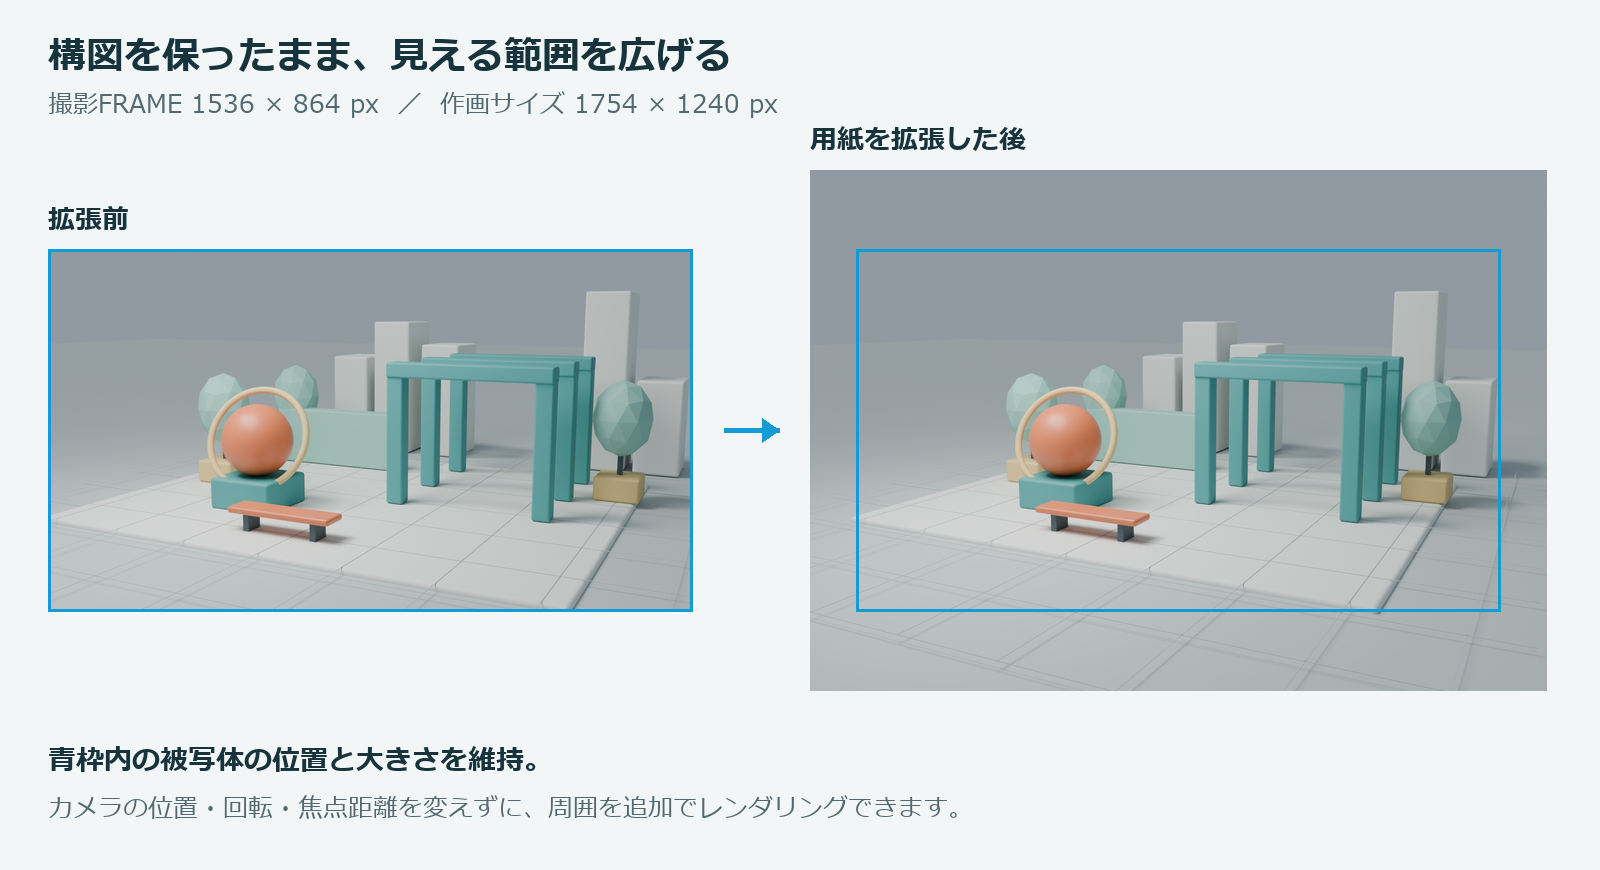 構図を保ったまま、見える範囲を広げる
撮影FRAME 1536 × 864 px ／ 作画サイズ 1754 × 1240 px
用紙を拡張した後
拡張前
青枠内の被写体の位置と大きさを維持。
カメラの位置・回転・焦点距離を変えずに、周囲を追加でレンダリングできます。